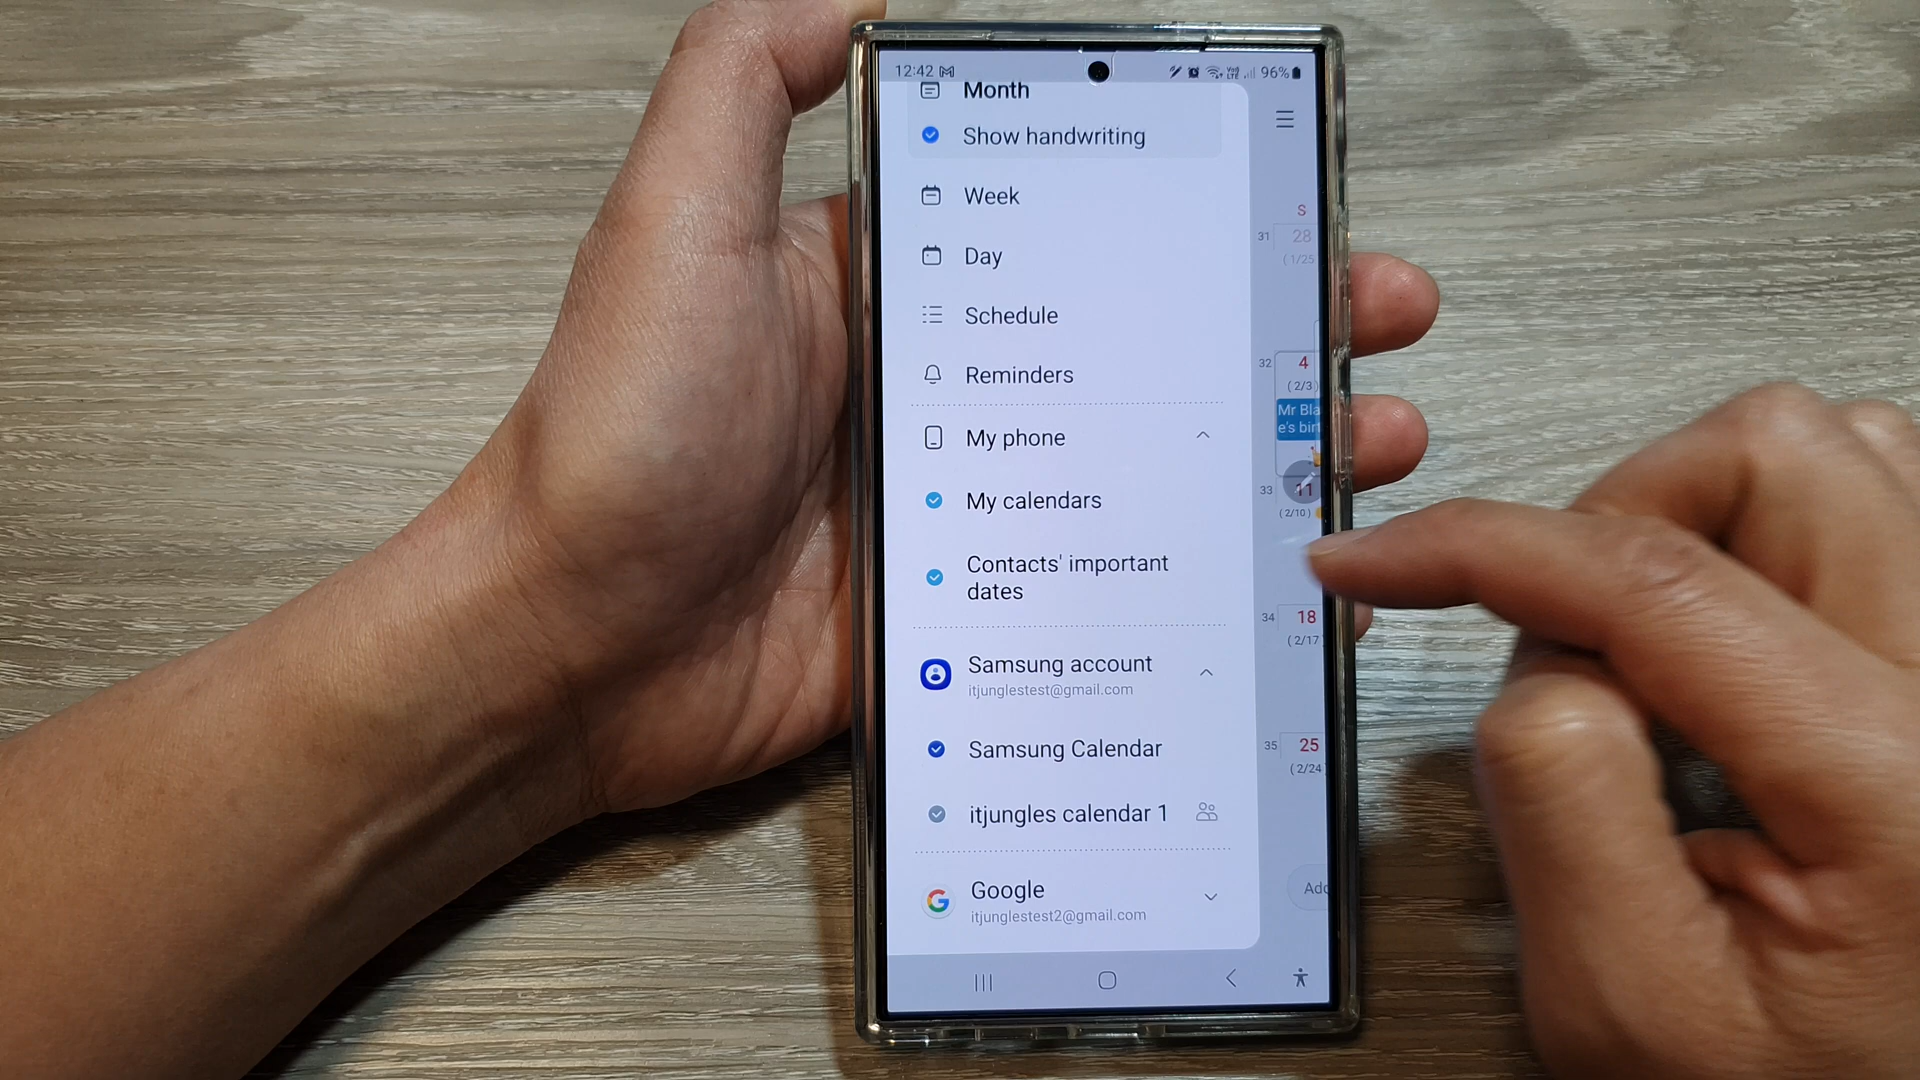 12:42 96%
Month
Show handwriting
Week
Day
Schedule
Reminders
My phone
My calendars
Contacts' important
dates
Samsung account
itjunglestest@gmail.com
Samsung Calendar
itjungles calendar 1
Google
itjunglestest2@gmail.com
S
31 28
(1/25
32 4
(2/3)
Mr Bla
e's birt
33 11
(2/10)
34 18
(2/17
35 25
(2/24
Add